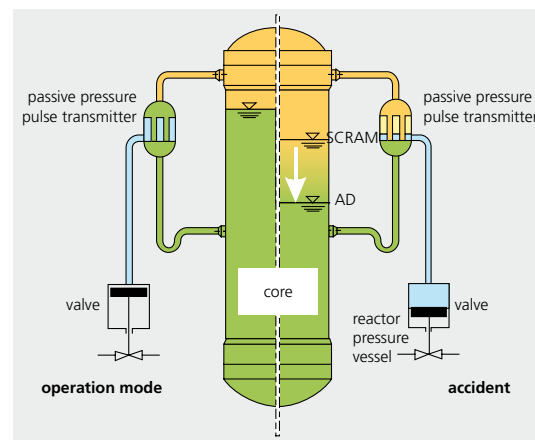 passive pressure
pulse transmitter
passive pressure
pulse transmitter
SCRAM
AD
core
valve
reactor
pressure
vessel
valve
operation mode
accident